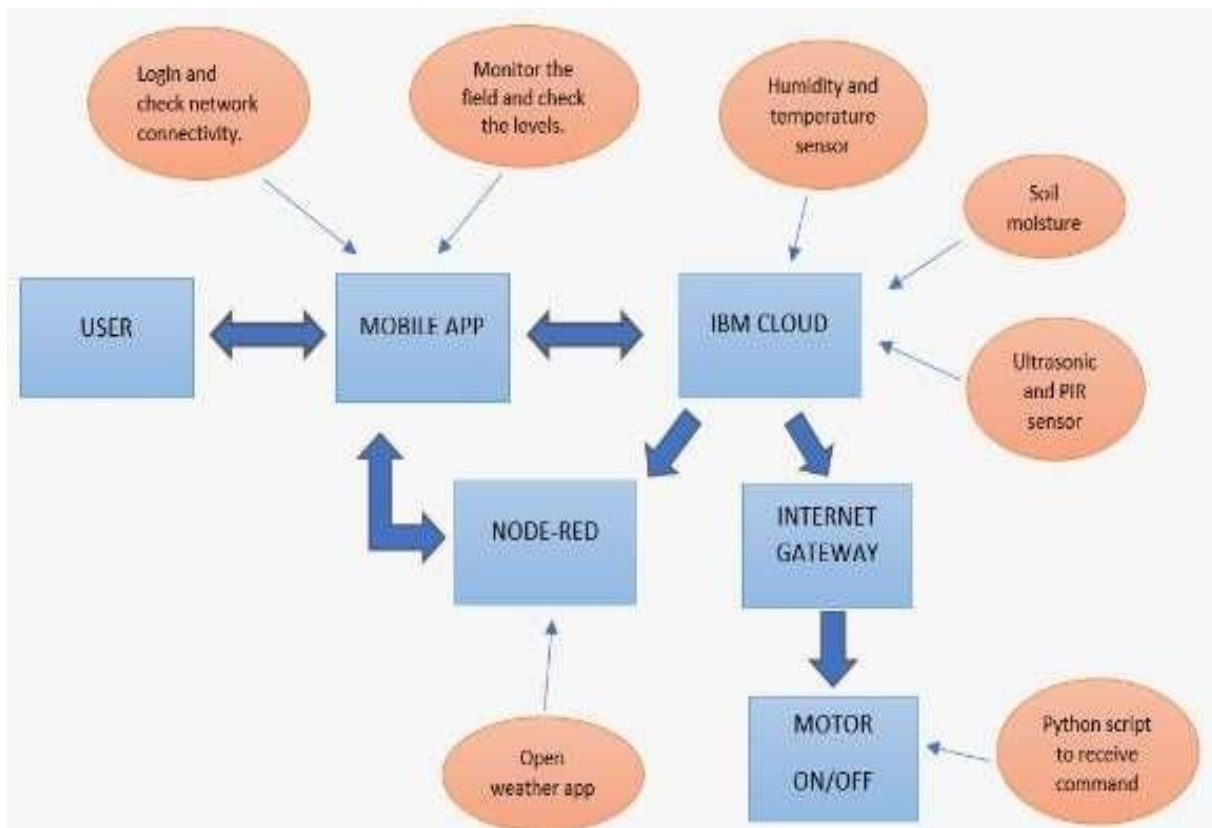 Login and
check network
connectivity.
Monitor the
field and check
the levels.
Humidity and
temperature
sensor
Soil
moisture
USER
MOBILE APP
IBM CLOUD
Ultrasonic
and PIR
sensor
NODE-RED
INTERNET
GATEWAY
Open
weather app
MOTOR
ON/OFF
Python script
to receive
command